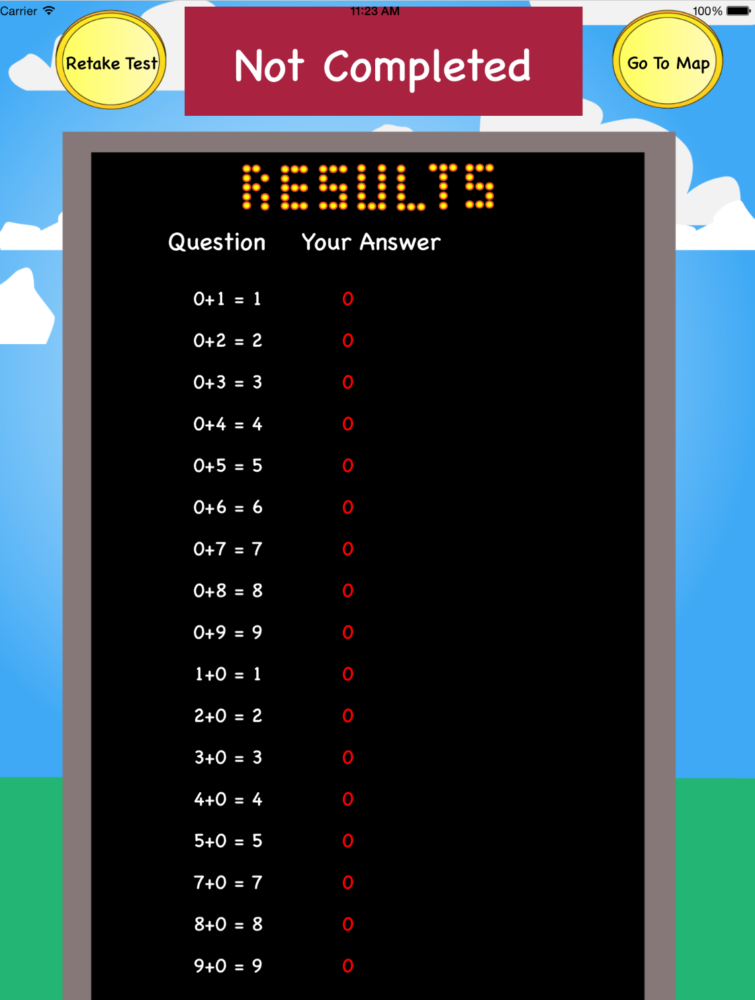 Carrier 11:23 AM 100%
Retake Test Not Completed Go To Map
RESULTS
Question Your Answer
0+1 = 1 0
0+2 = 2 0
0+3 = 3 0
0+4 = 4 0
0+5 = 5 0
0+6 = 6 0
0+7 = 7 0
0+8 = 8 0
0+9 = 9 0
1+0 = 1 0
2+0 = 2 0
3+0 = 3 0
4+0 = 4 0
5+0 = 5 0
7+0 = 7 0
8+0 = 8 0
9+0 = 9 0